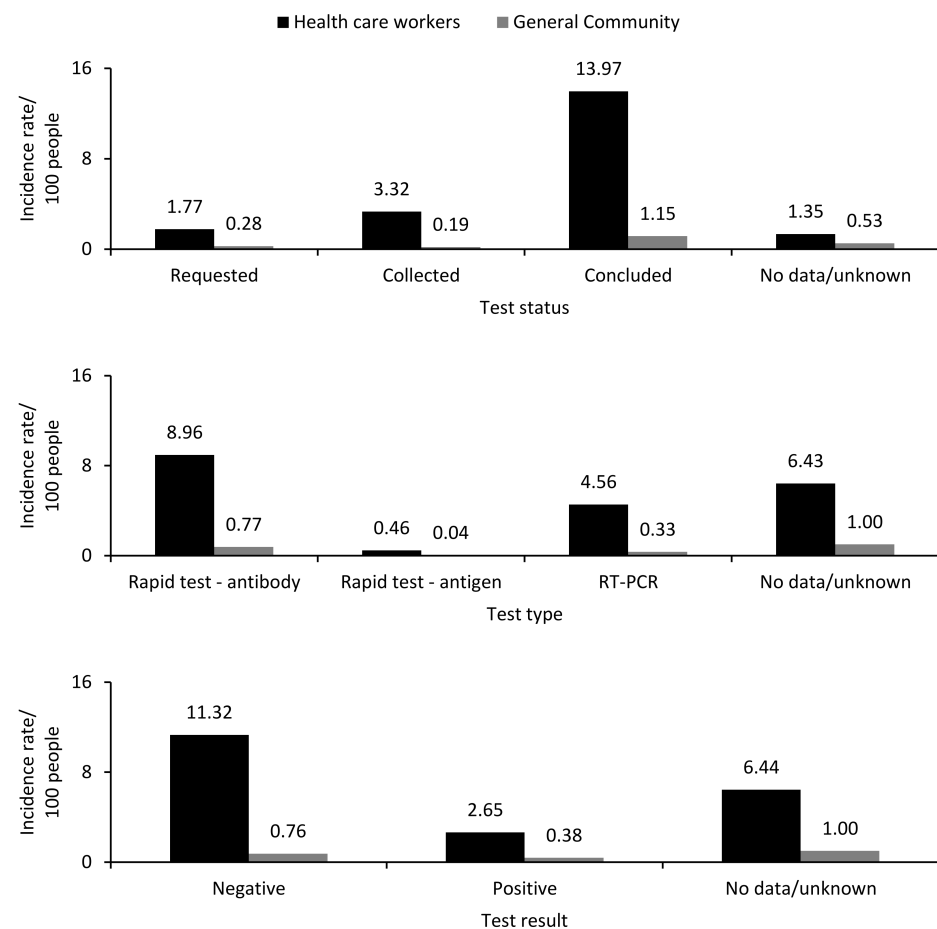 Health care workers General Community
Incidence rate/
100 people
16
8
0
13.97
3.32
1.77
0.28
0.19
1.15
1.35
0.53
Requested Collected Concluded No data/unknown
Test status
Incidence rate/
100 people
16
8
0
8.96
0.77
0.46
0.04
4.56
0.33
6.43
1.00
Rapid test - antibody Rapid test - antigen RT-PCR No data/unknown
Test type
Incidence rate/
100 people
16
8
0
11.32
0.76
2.65
0.38
6.44
1.00
Negative Positive No data/unknown
Test result